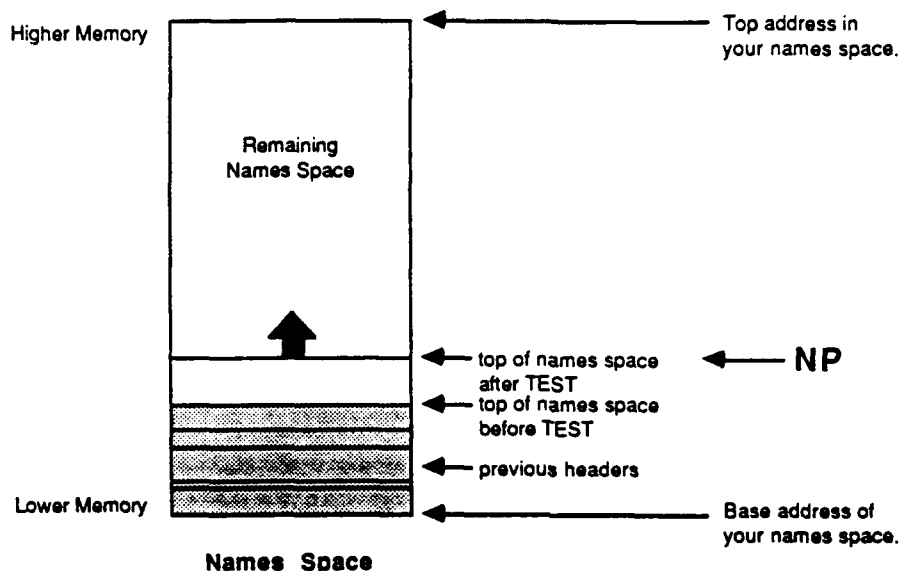 Higher Memory
Top address in
your names space.
Remaining
Names Space
top of names space
after TEST
NP
top of names space
before TEST
previous headers
Lower Memory
Base address of
your names space.
Names Space